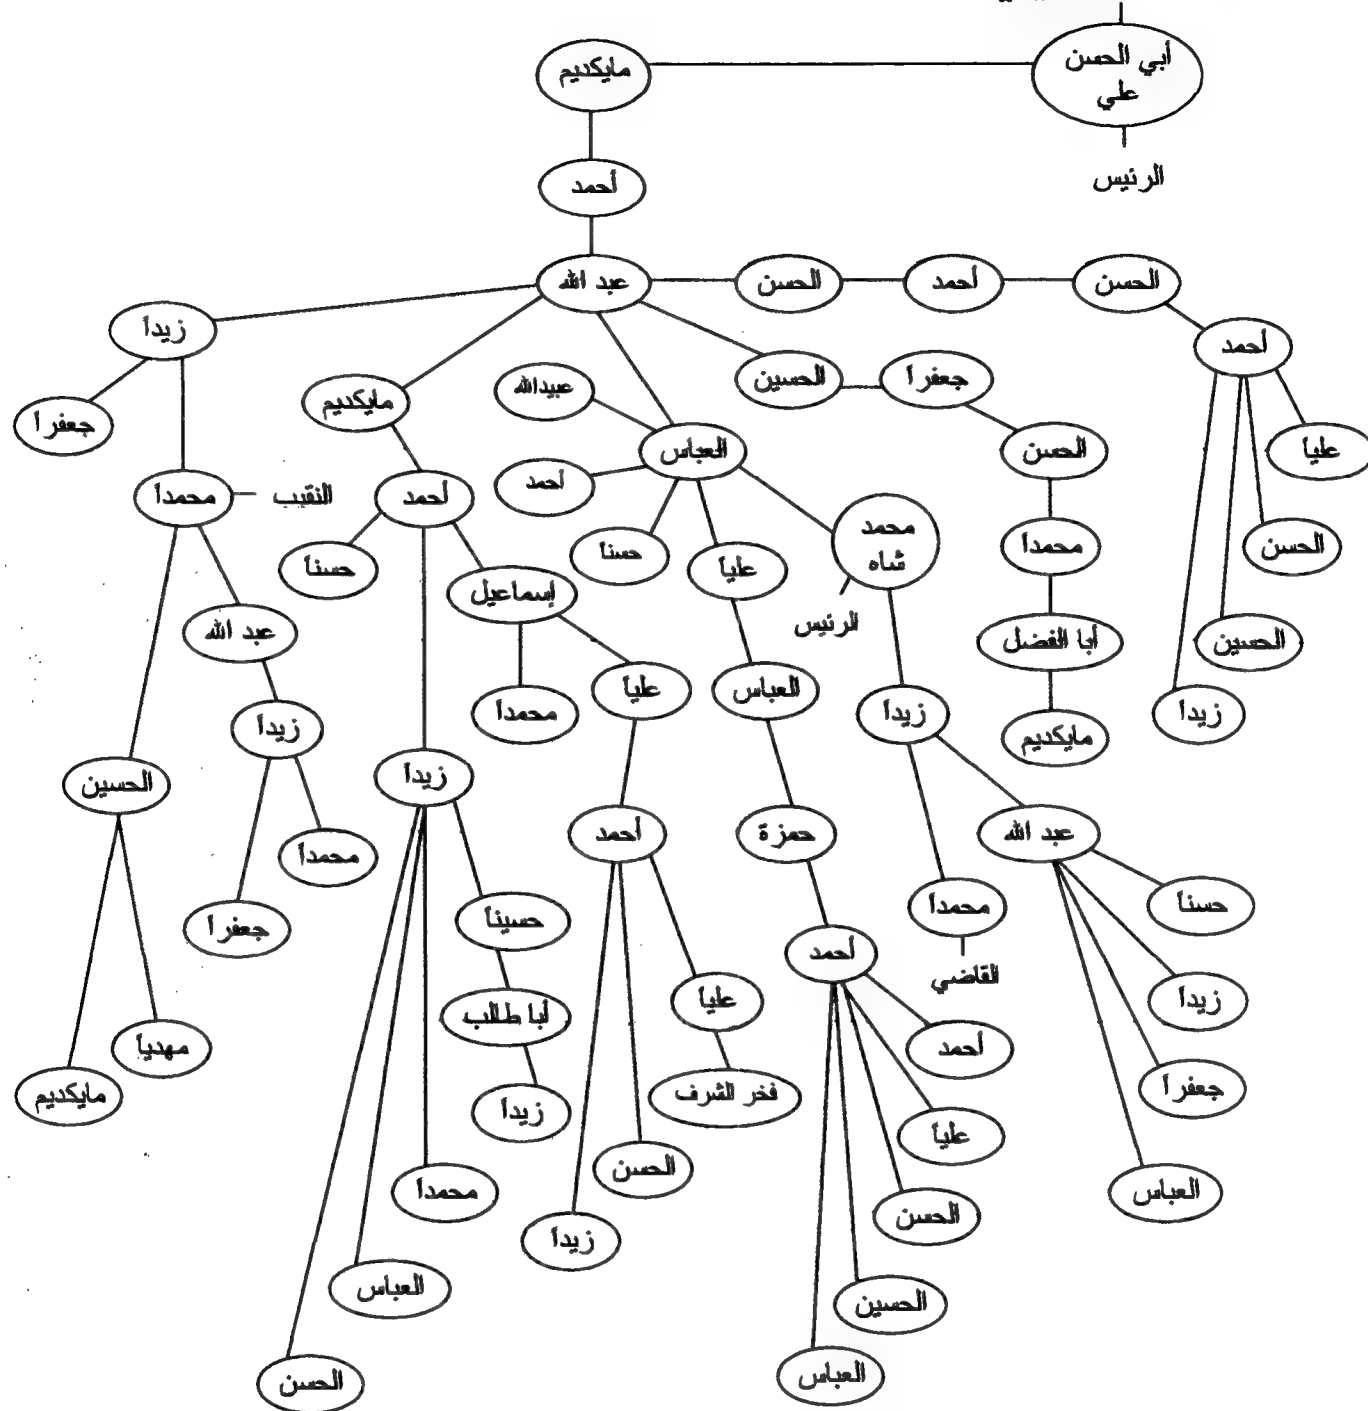 أبي الحسن
علي
مايكديم
الرئيس
أحمد
عبد الله
الحسن
أحمد
الحسن
زيداً
أحمد
مايكديم
عبيدالله
الحسين
جعفراً
جعفراً
العباس
الحسن
علياً
محمداً
النقيب
أحمد
أحمد
محمد
شاه
حسناً
حسناً
علياً
محمداً
الحسن
إسماعيل
الرئيس
عبد الله
أبا الفضل
الحسين
علياً
العباس
محمداً
زيداً
زيداً
زيداً
مايكديم
الحسين
زيداً
أحمد
حمزة
عبد الله
محمداً
جعفراً
حسيناً
محمداً
حسناً
أحمد
القاضي
علياً
زيداً
أبا طالب
مهدياً
أحمد
مايكديم
زيداً
فخر الشرف
علياً
جعفراً
محمداً
الحسن
الحسن
العباس
زيداً
العباس
الحسين
الحسن
العباس